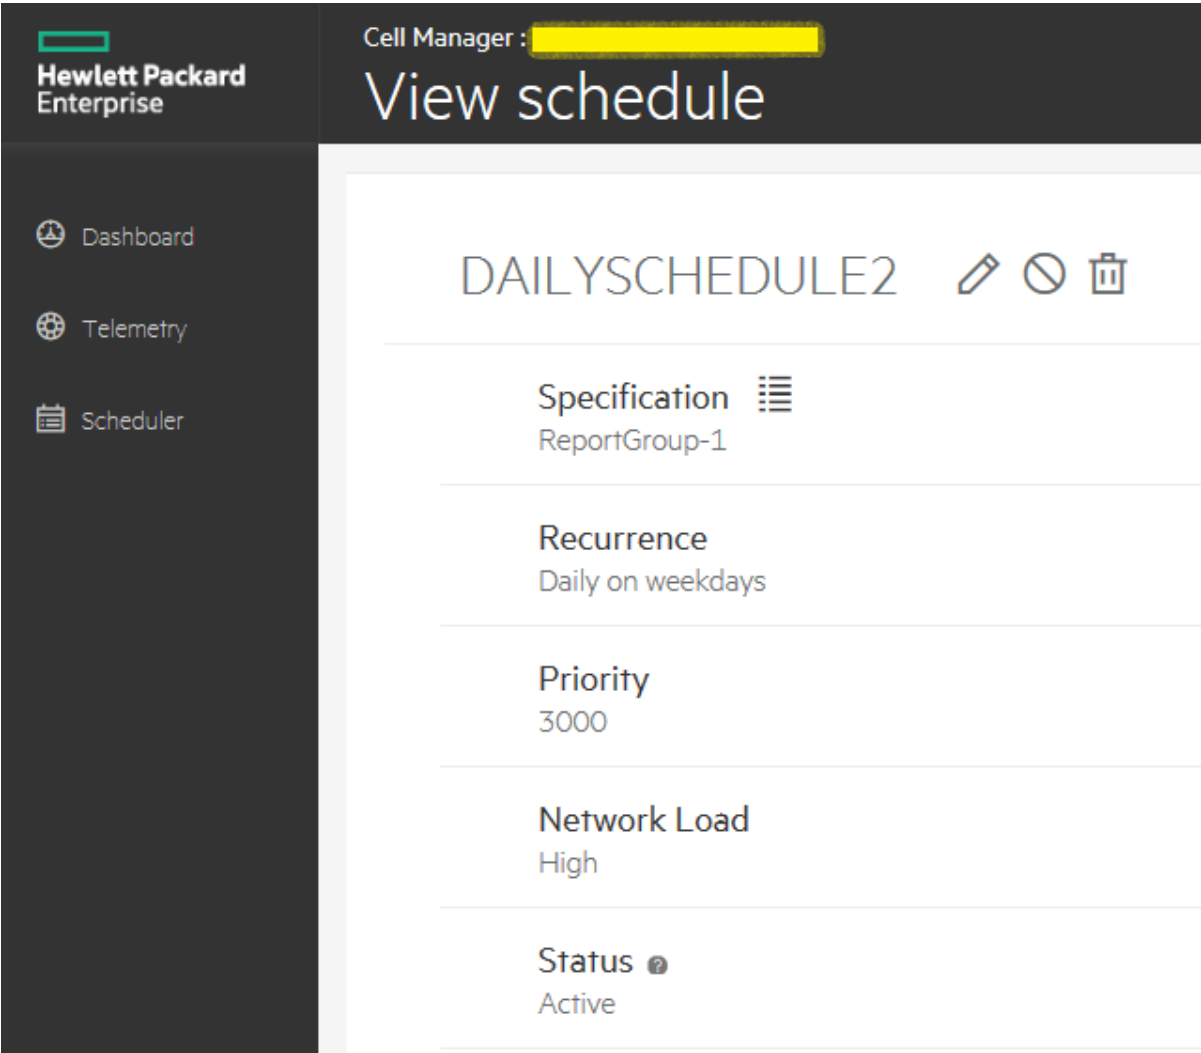 Hewlett Packard
Enterprise
Cell Manager :
View schedule
Dashboard
Telemetry
Scheduler
DAILYSCHEDULE2
Specification
ReportGroup-1
Recurrence
Daily on weekdays
Priority
3000
Network Load
High
Status ?
Active